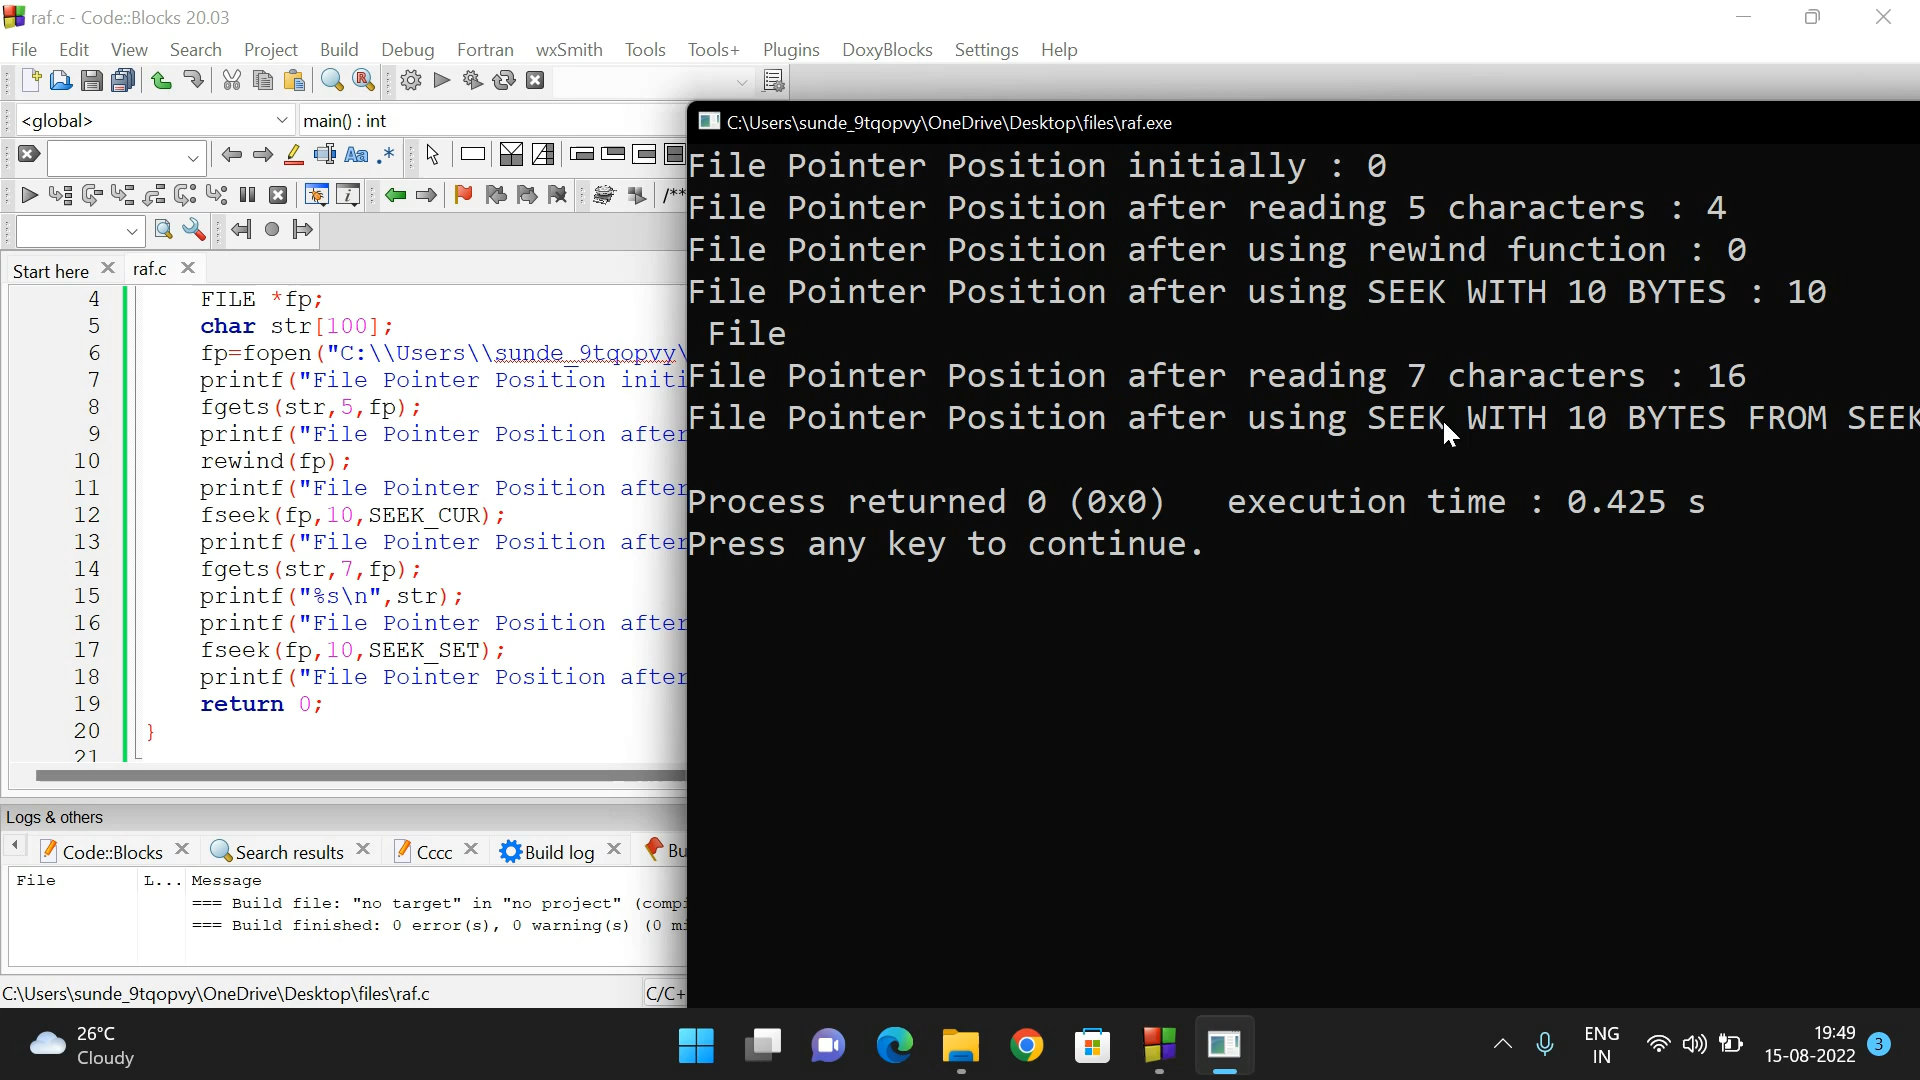 raf.c - Code::Blocks 20.03
File Edit View Search Project Build Debug Fortran wxSmith Tools Tools+ Plugins DoxyBlocks Settings Help
<global>
main() : int
Aa .*
/**
Start here
raf.c
4 FILE *fp;
5 char str[100];
6 fp=fopen("C:\\Users\\sunde_9tqopvy\
7 printf("File Pointer Position initi
8 fgets(str,5,fp);
9 printf("File Pointer Position after
10 rewind(fp);
11 printf("File Pointer Position after
12 fseek(fp,10,SEEK_CUR);
13 printf("File Pointer Position after
14 fgets(str,7,fp);
15 printf("%s\n",str);
16 printf("File Pointer Position after
17 fseek(fp,10,SEEK_SET);
18 printf("File Pointer Position after
19 return 0;
20 }
21
C:\Users\sunde_9tqopvy\OneDrive\Desktop\files\raf.exe
File Pointer Position initially : 0
File Pointer Position after reading 5 characters : 4
File Pointer Position after using rewind function : 0
File Pointer Position after using SEEK WITH 10 BYTES : 10
File
File Pointer Position after reading 7 characters : 16
File Pointer Position after using SEEK WITH 10 BYTES FROM SEEK
Process returned 0 (0x0)   execution time : 0.425 s
Press any key to continue.
Logs & others
Code::Blocks
Search results
Cccc
Build log
Bu
File L... Message
=== Build file: "no target" in "no project" (compi
=== Build finished: 0 error(s), 0 warning(s) (0 mi
C:\Users\sunde_9tqopvy\OneDrive\Desktop\files\raf.c
C/C+
26°C
Cloudy
ENG
IN
19:49
15-08-2022
3